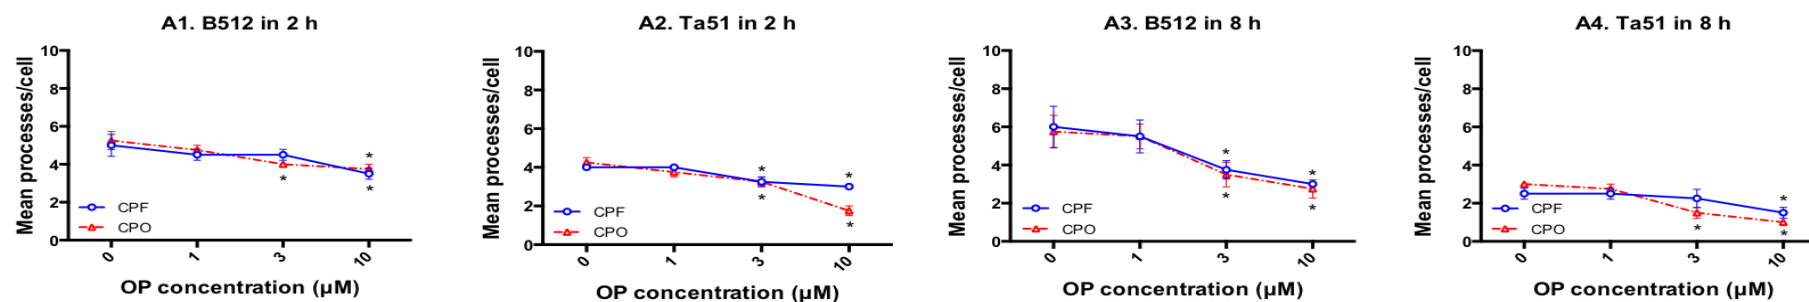 A1. B512 in 2 h
Mean processes/cell
10
8
6
4
2
0
CPF
CPO
* * *
0 1 3 10
OP concentration (μM)
A2. Ta51 in 2 h
Mean processes/cell
10
8
6
4
2
0
CPF
CPO
* * * *
0 1 3 10
OP concentration (μM)
A3. B512 in 8 h
Mean processes/cell
10
8
6
4
2
0
CPF
CPO
* * * *
0 1 3 10
OP concentration (μM)
A4. Ta51 in 8 h
Mean processes/cell
10
8
6
4
2
0
CPF
CPO
* * *
0 1 3 10
OP concentration (μM)